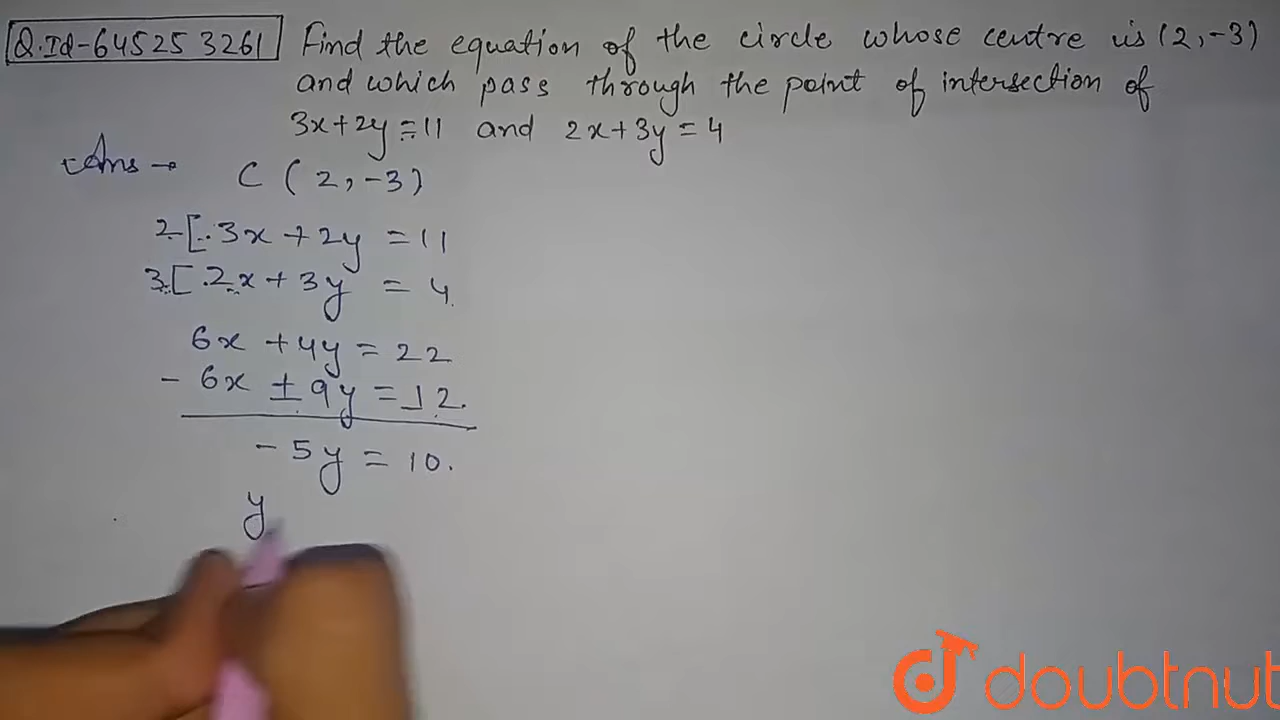 Q.Id-645253261 Find the equation of the circle whose centre is (2,-3)
and which pass through the point of intersection of
3x+2y=11 and 2x+3y=4
Ans → C (2,-3)
2[3x+2y=11
3[2x+3y=4
6x+4y=22
-6x±9y=12.
-5y=10.
y
doubtnut